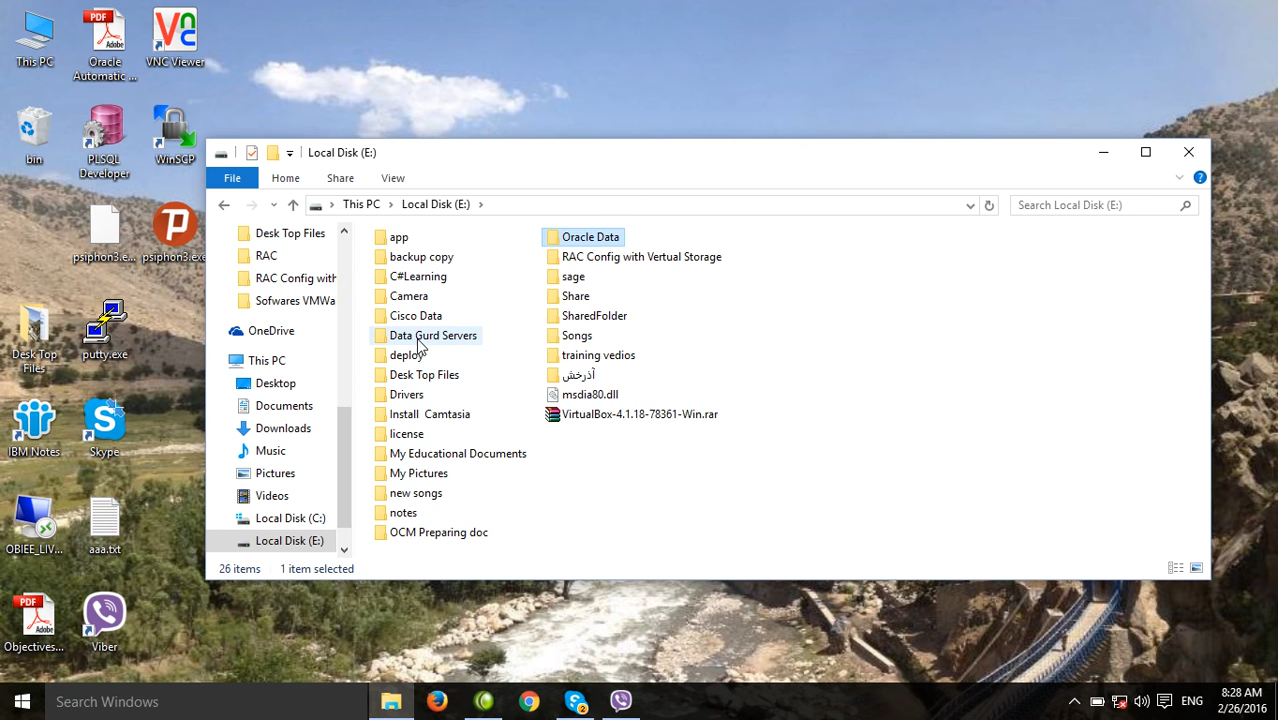 This PC
PDF
Adobe
Oracle
Automatic ...
VNC Viewer
bin
PLSQL
Developer
WinSCP
psiphon3.e...
psiphon3.exe
Desk Top
Files
putty.exe
IBM Notes
Skype
OBIEE_LIV...
aaa.txt
PDF
Adobe
Objectives...
Viber
Local Disk (E:)
File
Home
Share
View
This PC
Local Disk (E:)
Search Local Disk (E:)
Desk Top Files
RAC
RAC Config with
Sofwares VMWa
OneDrive
This PC
Desktop
Documents
Downloads
Music
Pictures
Videos
Local Disk (C:)
Local Disk (E:)
app
backup copy
C#Learning
Camera
Cisco Data
Data Gurd Servers
deploy
Desk Top Files
Drivers
Install Camtasia
license
My Educational Documents
My Pictures
new songs
notes
OCM Preparing doc
Oracle Data
RAC Config with Vertual Storage
sage
Share
SharedFolder
Songs
training vedios
آذرخش
msdia80.dll
VirtualBox-4.1.18-78361-Win.rar
26 items
1 item selected
Search Windows
2
ENG
8:28 AM
2/26/2016